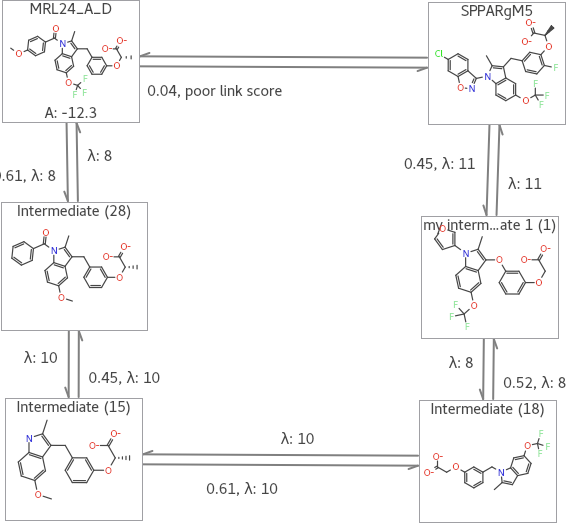 MRL24_A_D
SPPARgM5
A: -12.3
0.04, poor link score
λ: 8
0.61, λ: 8
0.45, λ: 11
λ: 11
Intermediate (28)
my interm...ate 1 (1)
λ: 10
0.45, λ: 10
λ: 8
0.52, λ: 8
Intermediate (15)
Intermediate (18)
λ: 10
0.61, λ: 10